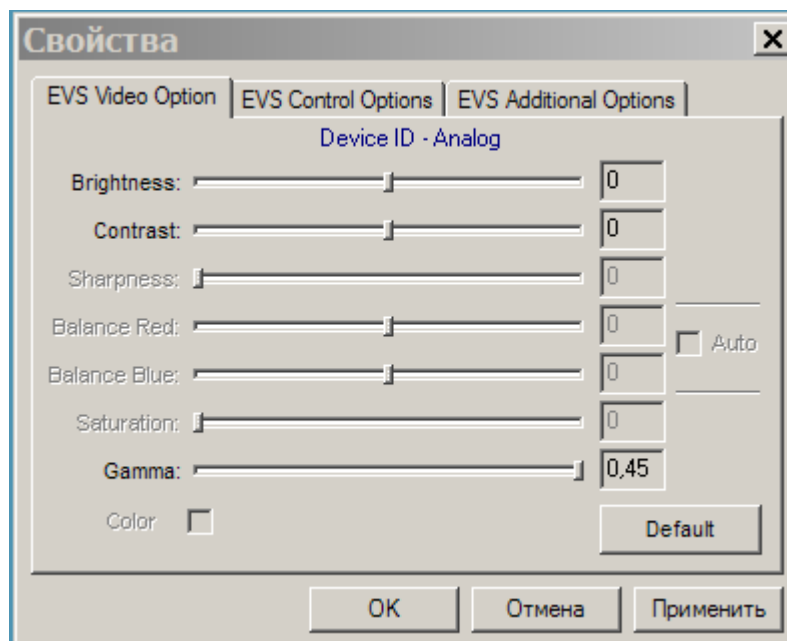 Свойства
EVS Video Option EVS Control Options EVS Additional Options
Device ID - Analog
Brightness: 0
Contrast: 0
Sharpness: 0
Balance Red: 0
Auto
Balance Blue: 0
Saturation: 0
Gamma: 0,45
Color
Default
OK Отмена Применить